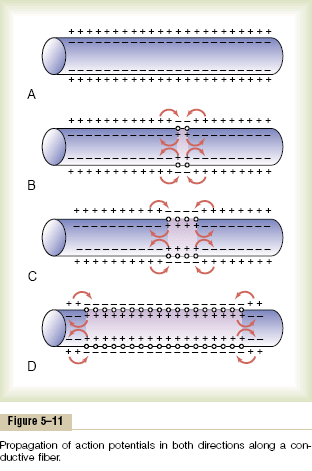 A
B
C
D
Figure 5–11
Propagation of action potentials in both directions along a con-
ductive fiber.